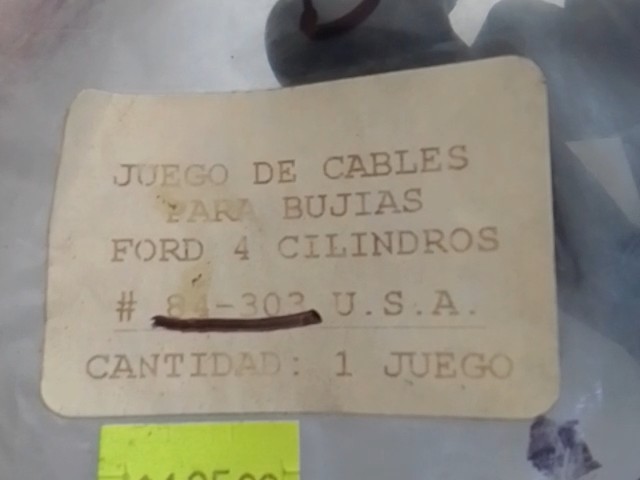 JUEGO DE CABLES
PARA BUJIAS
FORD 4 CILINDROS
# 84-303 U.S.A.
CANTIDAD: 1 JUEGO